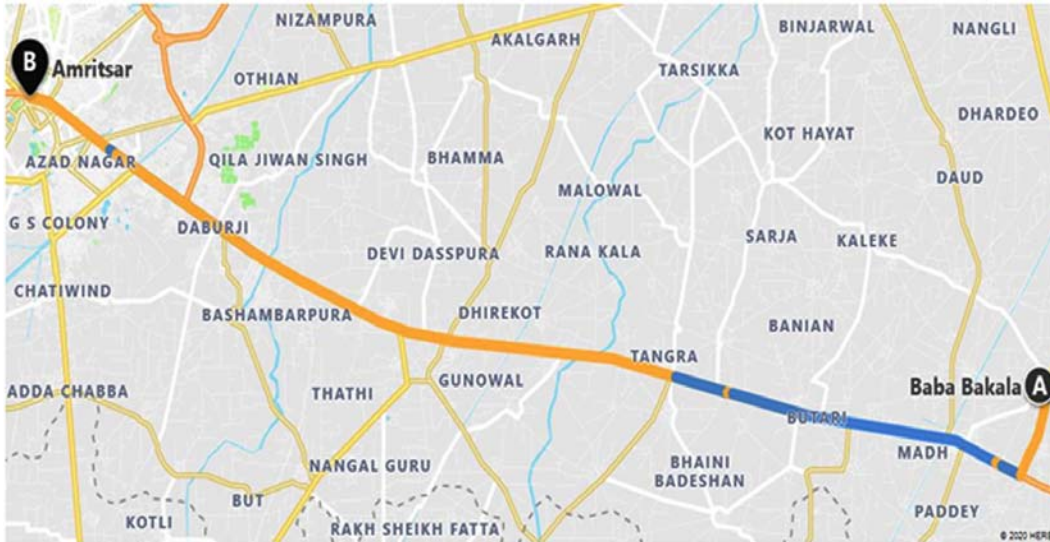 NIZAMPURA
BINJARWAL
NANGLI
AKALGARH
B
Amritsar
OTHIAN
TARSIKKA
DHARDEO
KOT HAYAT
AZAD NAGAR
QILA JIWAN SINGH
BHAMMA
DAUD
MALOWAL
G S COLONY
DABURJI
SARJA
KALEKE
DEVI DASSPURA
RANA KALA
CHATIWIND
BASHAMBARPURA
DHIREKOT
BANIAN
TANGRA
ADDA CHABBA
THATHI
GUNOWAL
Baba Bakala
A
BUTARI
MADH
NANGAL GURU
BHAINI
BADESHAN
BUT
KOTLI
RAKH SHEIKH FATTA
PADDEY
© 2020 HERE